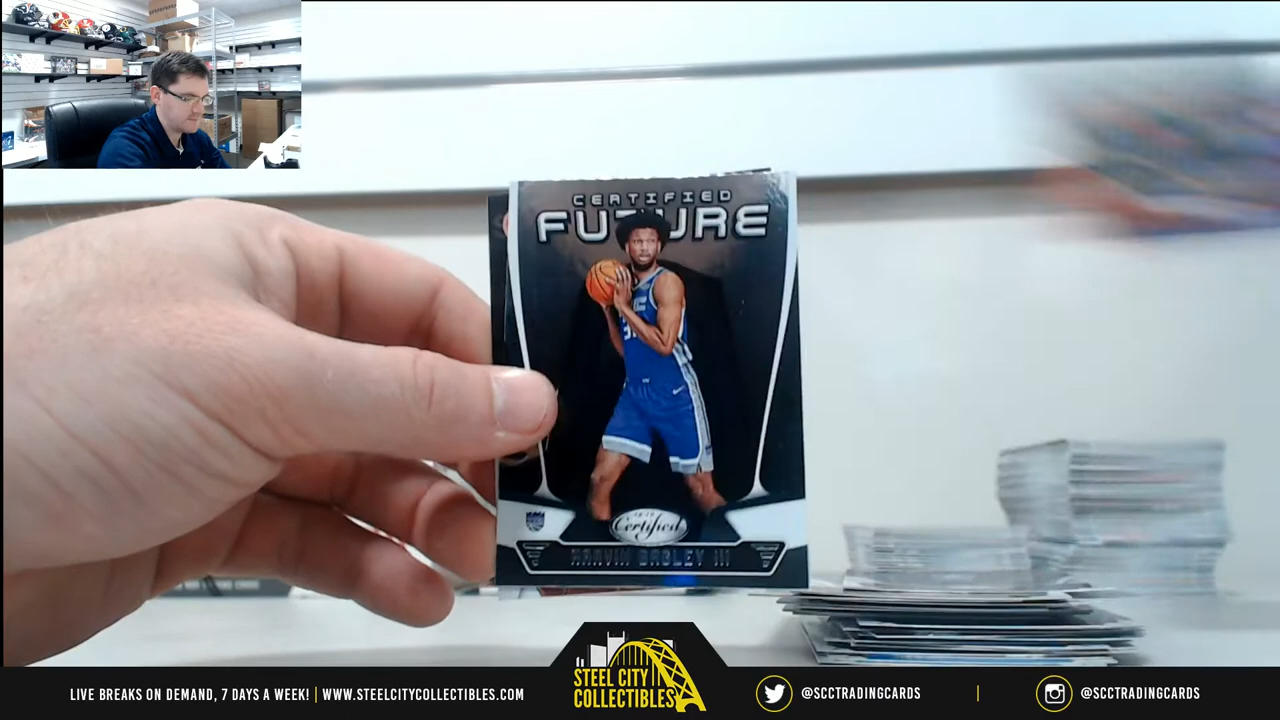 CERTIFIED
FUTURE
Certified
MARVIN BAGLEY III
LIVE BREAKS ON DEMAND, 7 DAYS A WEEK! | WWW.STEELCITYCOLLECTIBLES.COM
STEEL CITY
COLLECTIBLES
@SCCTRADINGCARDS | @SCCTRADINGCARDS